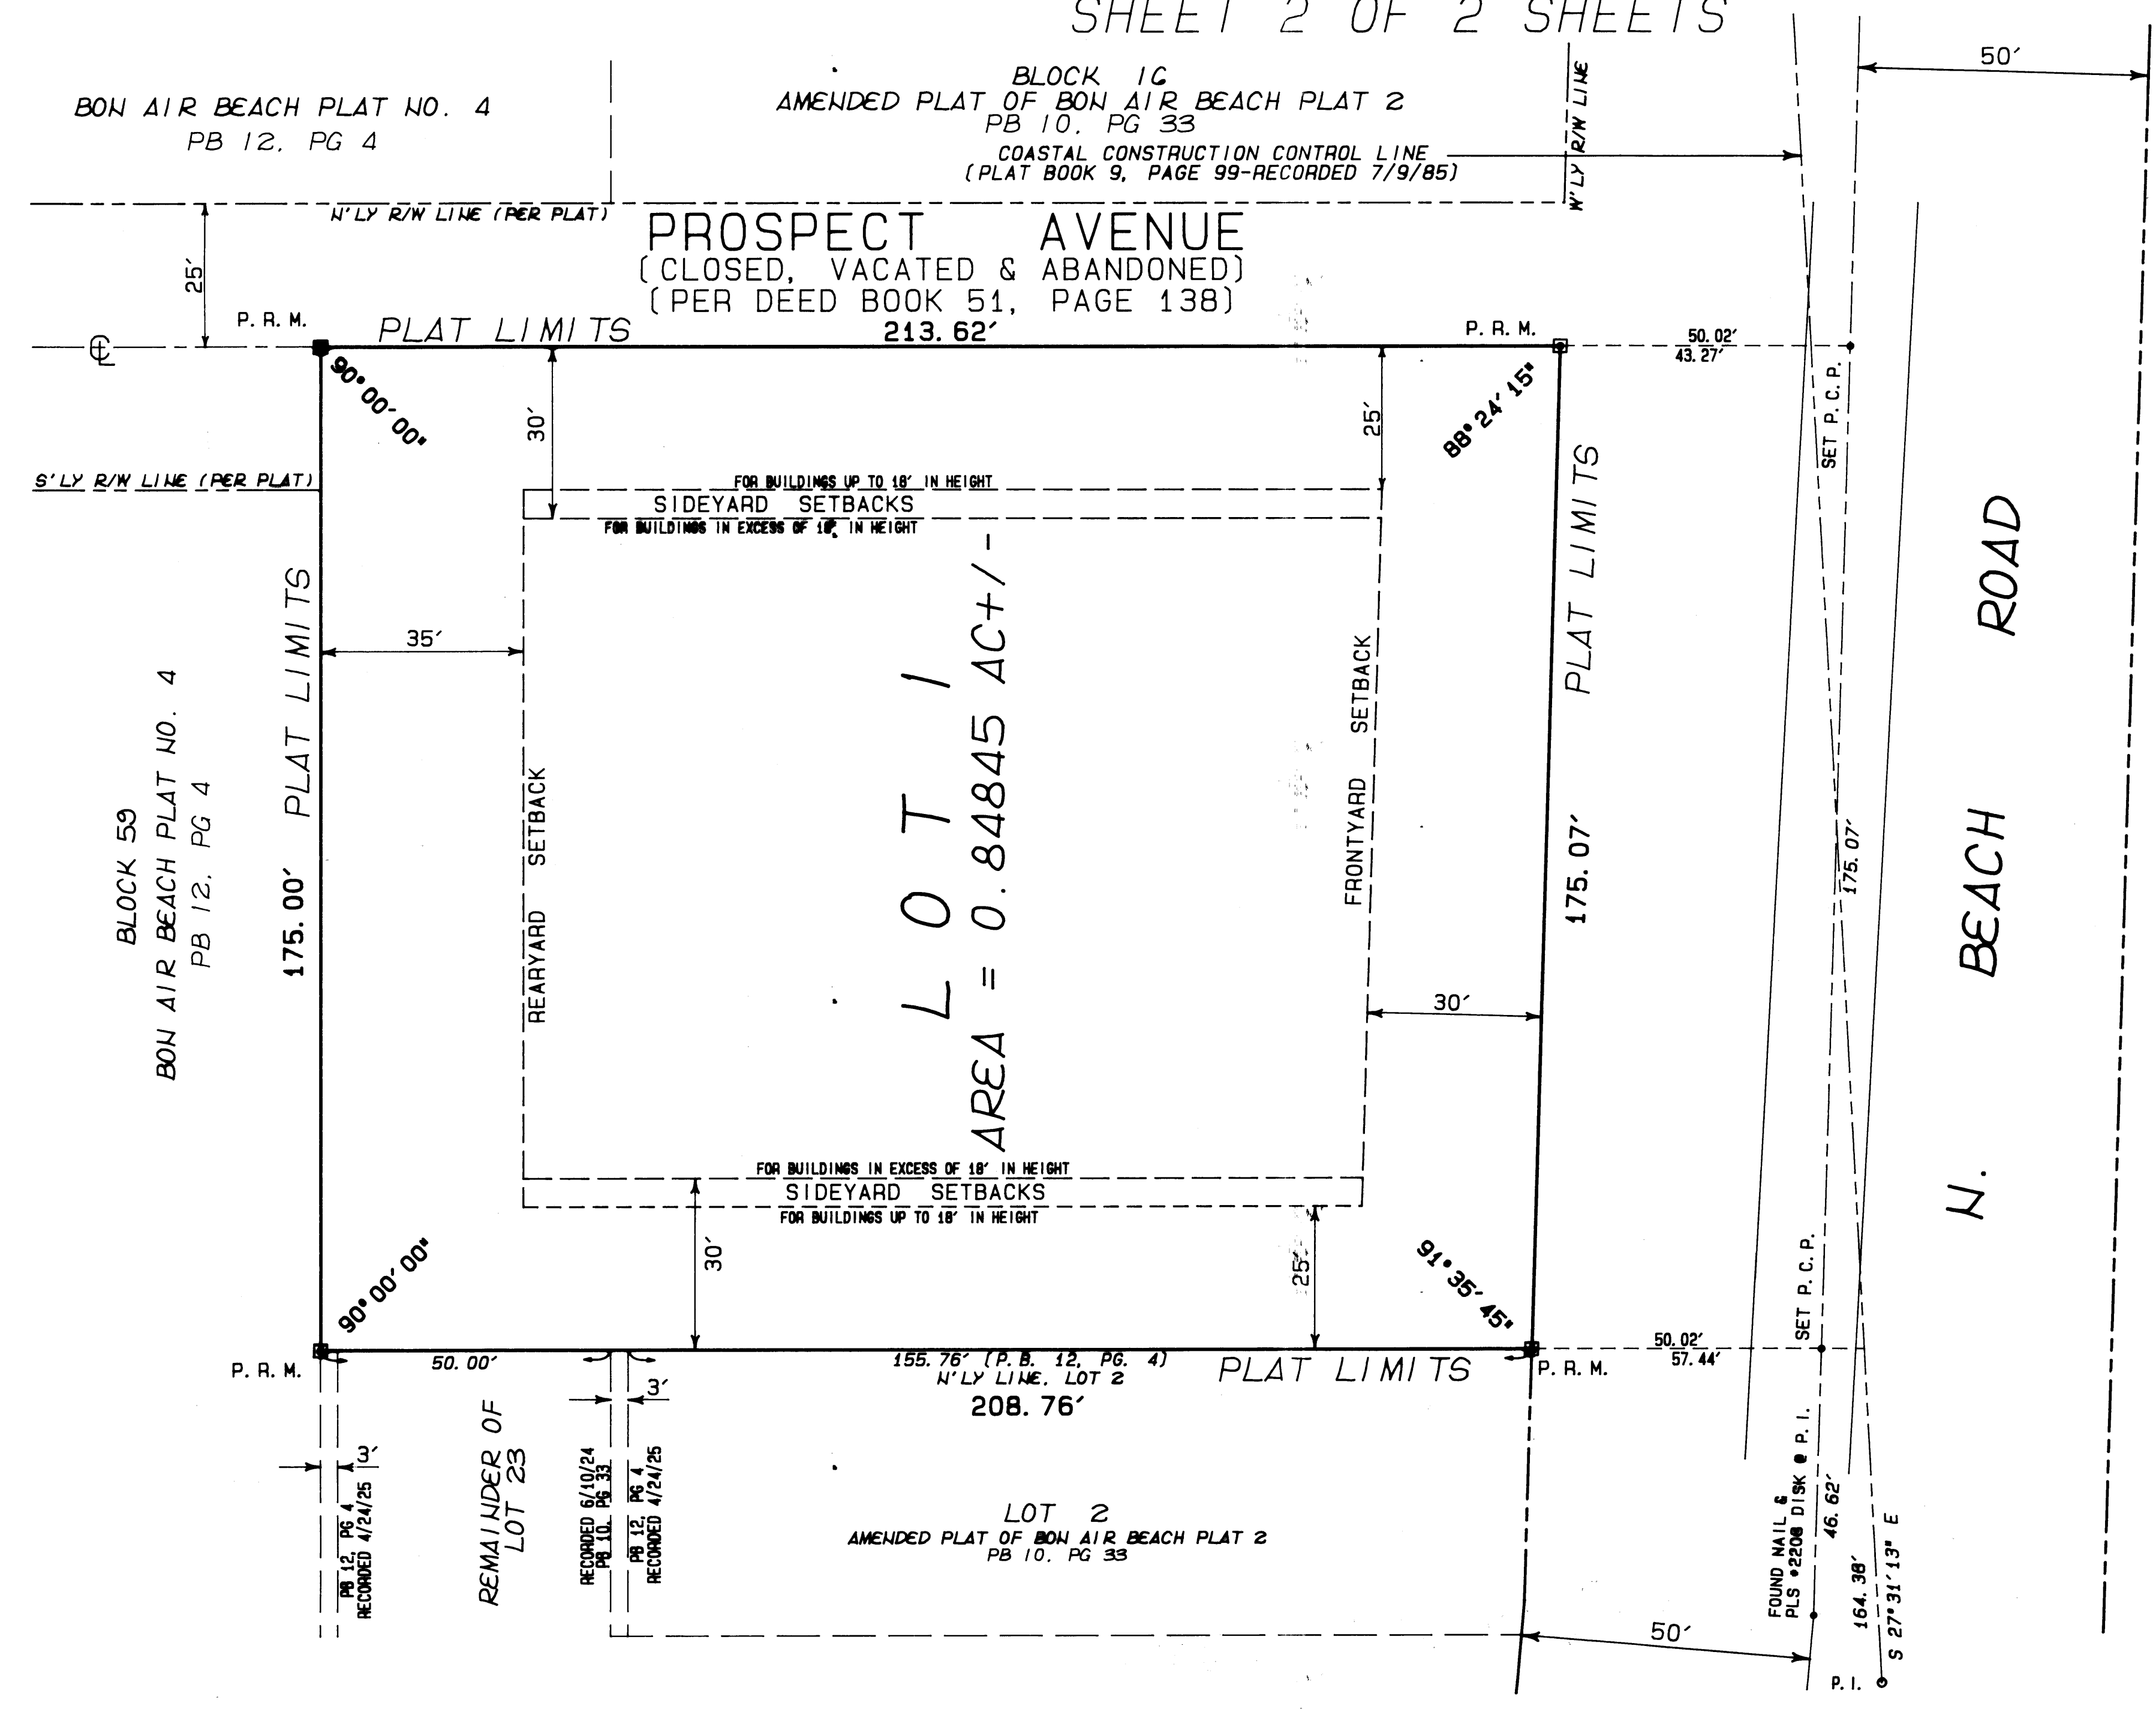 SHEET 2 OF 2 SHEETS
50'
BON AIR BEACH PLAT NO. 4
PB 12, PG 4
BLOCK 16
AMENDED PLAT OF BON AIR BEACH PLAT 2
PB 10, PG 33
COASTAL CONSTRUCTION CONTROL LINE
(PLAT BOOK 9, PAGE 99-RECORDED 7/9/85)
W'LY R/W LINE
N'LY R/W LINE (PER PLAT)
PROSPECT AVENUE
(CLOSED, VACATED & ABANDONED)
(PER DEED BOOK 51, PAGE 138)
25'
P.R.M.
PLAT LIMITS
213.62'
P.R.M.
50.02'
43.27'
SET P.C.P.
90°00'00"
30'
25'
88°24'15"
S'LY R/W LINE (PER PLAT)
FOR BUILDINGS UP TO 18' IN HEIGHT
SIDEYARD SETBACKS
FOR BUILDINGS IN EXCESS OF 18' IN HEIGHT
PLAT LIMITS
175.00'
BLOCK 59
BON AIR BEACH PLAT NO. 4
PB 12, PG 4
35'
REARYARD SETBACK
LOT 1
AREA = 0.84845 AC+/-
FRONTYARD SETBACK
30'
PLAT LIMITS
175.07'
175.07'
N. BEACH ROAD
FOR BUILDINGS IN EXCESS OF 18' IN HEIGHT
SIDEYARD SETBACKS
FOR BUILDINGS UP TO 18' IN HEIGHT
90°00'00"
30'
25'
91°35'45"
SET P.C.P.
P.R.M.
50.00'
155.76' (P.B. 12, PG. 4)
N'LY LINE, LOT 2
208.76'
PLAT LIMITS
P.R.M.
50.02'
57.44'
3'
3'
PB 12, PG 4
RECORDED 4/24/25
REMAINDER OF
LOT 23
RECORDED 6/10/24
PB 10, PG 33
PB 12, PG 4
RECORDED 4/24/25
LOT 2
AMENDED PLAT OF BON AIR BEACH PLAT 2
PB 10, PG 33
50'
FOUND NAIL &
PLS #2208 DISK @ P.I.
46.62'
164.38'
S 27°31'13" E
P.I.